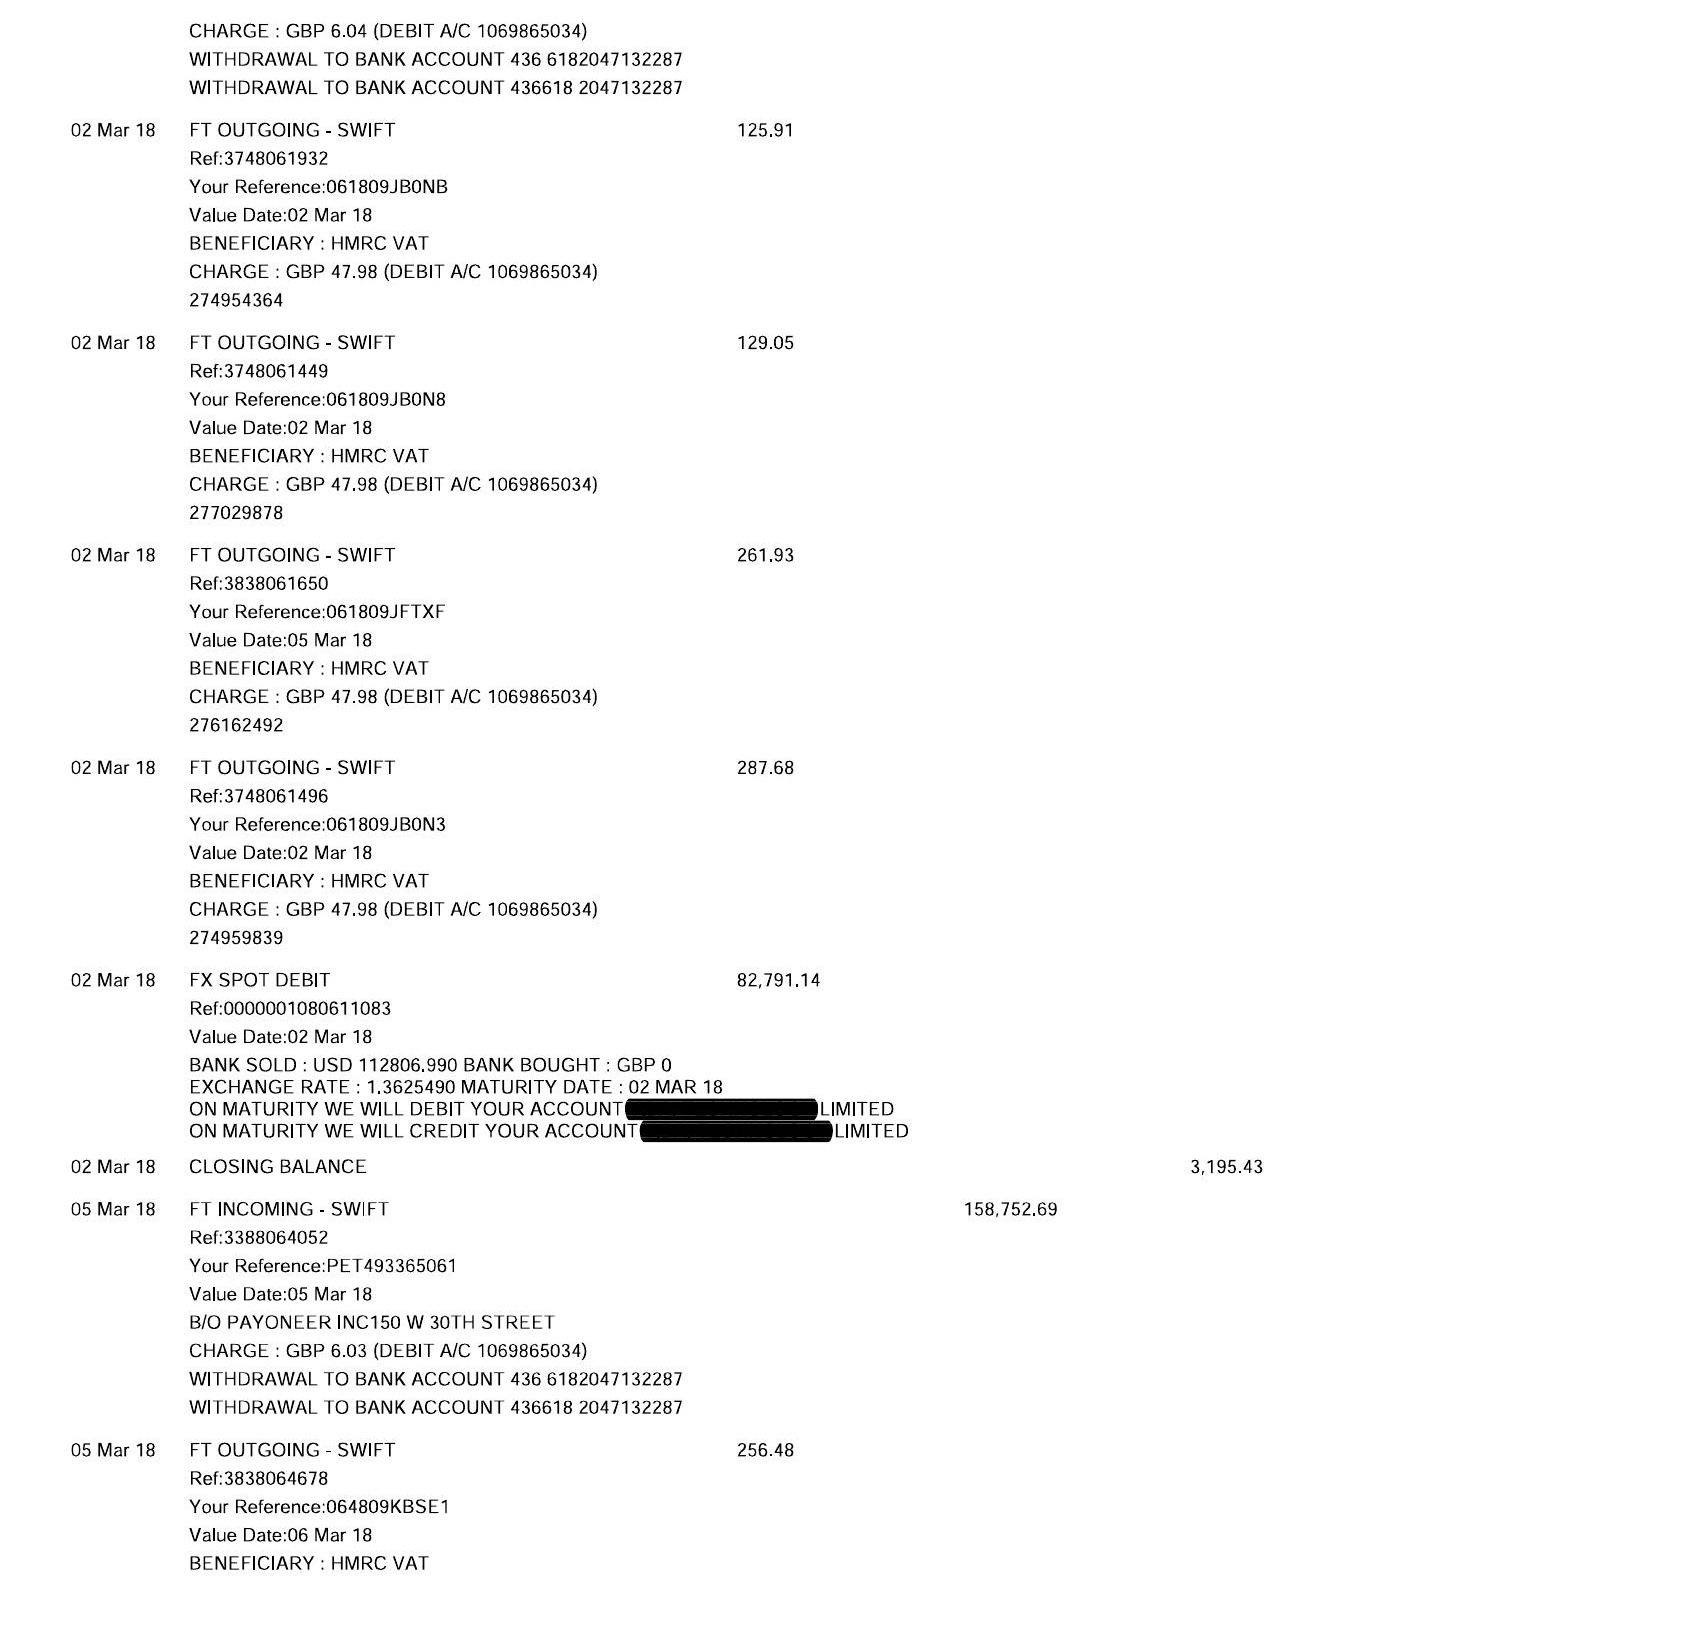 CHARGE : GBP 6.04 (DEBIT A/C 1069865034)
WITHDRAWAL TO BANK ACCOUNT 436 6182047132287
WITHDRAWAL TO BANK ACCOUNT 436618 2047132287
02 Mar 18 FT OUTGOING - SWIFT 125.91
Ref:3748061932
Your Reference:061809JB0NB
Value Date:02 Mar 18
BENEFICIARY : HMRC VAT
CHARGE : GBP 47.98 (DEBIT A/C 1069865034)
274954364
02 Mar 18 FT OUTGOING - SWIFT 129.05
Ref:3748061449
Your Reference:061809JB0N8
Value Date:02 Mar 18
BENEFICIARY : HMRC VAT
CHARGE : GBP 47.98 (DEBIT A/C 1069865034)
277029878
02 Mar 18 FT OUTGOING - SWIFT 261.93
Ref:3838061650
Your Reference:061809JFTXF
Value Date:05 Mar 18
BENEFICIARY : HMRC VAT
CHARGE : GBP 47.98 (DEBIT A/C 1069865034)
276162492
02 Mar 18 FT OUTGOING - SWIFT 287.68
Ref:3748061496
Your Reference:061809JB0N3
Value Date:02 Mar 18
BENEFICIARY : HMRC VAT
CHARGE : GBP 47.98 (DEBIT A/C 1069865034)
274959839
02 Mar 18 FX SPOT DEBIT 82,791.14
Ref:0000001080611083
Value Date:02 Mar 18
BANK SOLD : USD 112806.990 BANK BOUGHT : GBP 0
EXCHANGE RATE : 1.3625490 MATURITY DATE : 02 MAR 18
ON MATURITY WE WILL DEBIT YOUR ACCOUNT LIMITED
ON MATURITY WE WILL CREDIT YOUR ACCOUNT LIMITED
02 Mar 18 CLOSING BALANCE 3,195.43
05 Mar 18 FT INCOMING - SWIFT 158,752.69
Ref:3388064052
Your Reference:PET493365061
Value Date:05 Mar 18
B/O PAYONEER INC150 W 30TH STREET
CHARGE : GBP 6.03 (DEBIT A/C 1069865034)
WITHDRAWAL TO BANK ACCOUNT 436 6182047132287
WITHDRAWAL TO BANK ACCOUNT 436618 2047132287
05 Mar 18 FT OUTGOING - SWIFT 256.48
Ref:3838064678
Your Reference:064809KBSE1
Value Date:06 Mar 18
BENEFICIARY : HMRC VAT